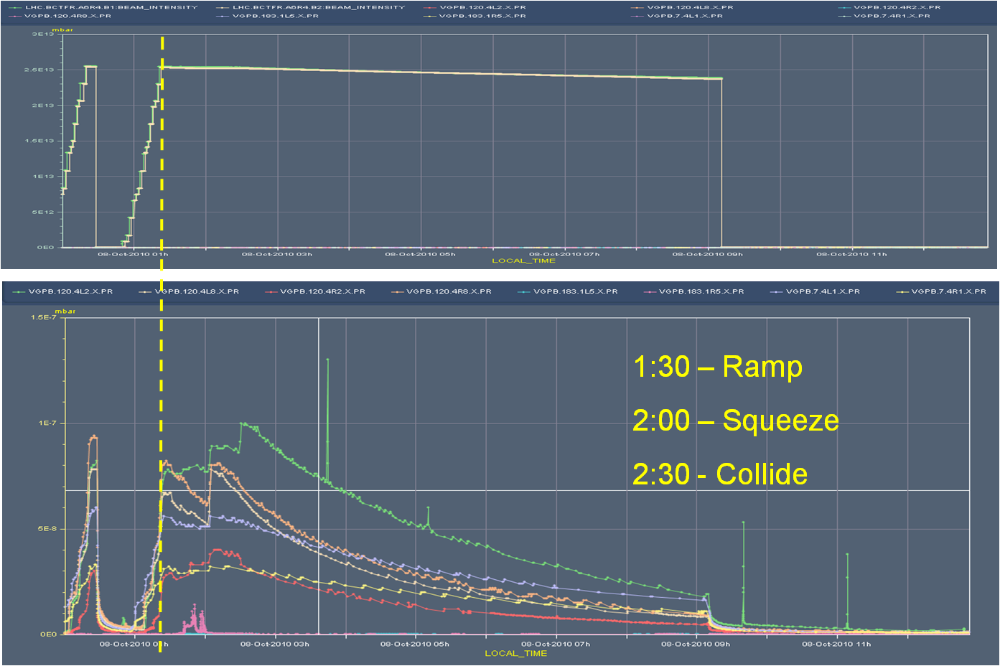 LHC.BCTFR.A6R4.B1:BEAM_INTENSITY LHC.BCTFR.A6R4.B2:BEAM_INTENSITY VGPB.120.4L2.X.PR VGPB.120.4L8.X.PR VGPB.120.4R2.X.PR
VGPB.120.4R8.X.PR VGPB.183.1L5.X.PR VGPB.183.1R5.X.PR VGPB.7.4L1.X.PR VGPB.7.4R1.X.PR
mbar
3E13
2.5E13
2E13
1.5E13
1E13
5E12
0E0
08-Oct-2010 01h 08-Oct-2010 03h 08-Oct-2010 05h 08-Oct-2010 07h 08-Oct-2010 09h 08-Oct-2010 11h
LOCAL_TIME
VGPB.120.4L2.X.PR VGPB.120.4L8.X.PR VGPB.120.4R2.X.PR VGPB.120.4R8.X.PR VGPB.183.1L5.X.PR VGPB.183.1R5.X.PR VGPB.7.4L1.X.PR VGPB.7.4R1.X.PR
mbar
1.5E-7
1E-7
5E-8
0E0
1:30 – Ramp
2:00 – Squeeze
2:30 - Collide
08-Oct-2010 01h 08-Oct-2010 03h 08-Oct-2010 05h 08-Oct-2010 07h 08-Oct-2010 09h 08-Oct-2010 11h
LOCAL_TIME